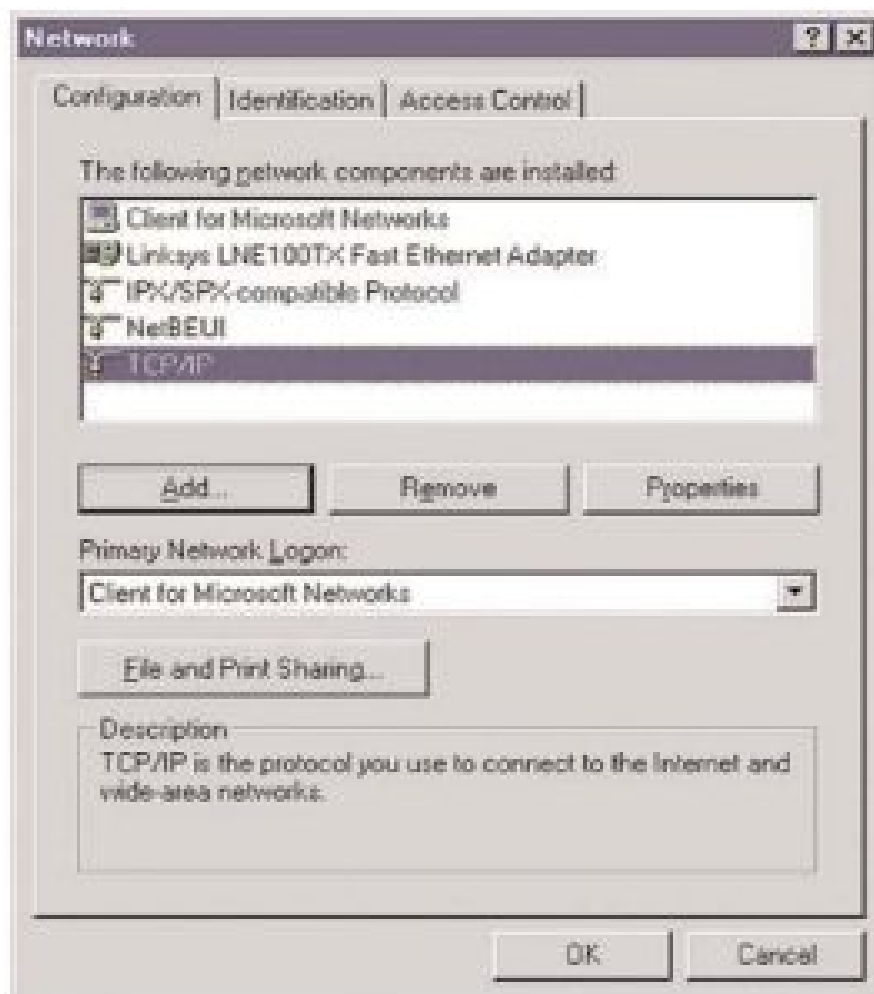 Network
Configuration Identification Access Control
The following network components are installed:
Client for Microsoft Networks
Linksys LNE100TX Fast Ethernet Adapter
IPX/SPX-compatible Protocol
NetBEUI
TCP/IP
Add... Remove Properties
Primary Network Logon:
Client for Microsoft Networks
File and Print Sharing...
Description
TCP/IP is the protocol you use to connect to the Internet and
wide-area networks.
OK Cancel